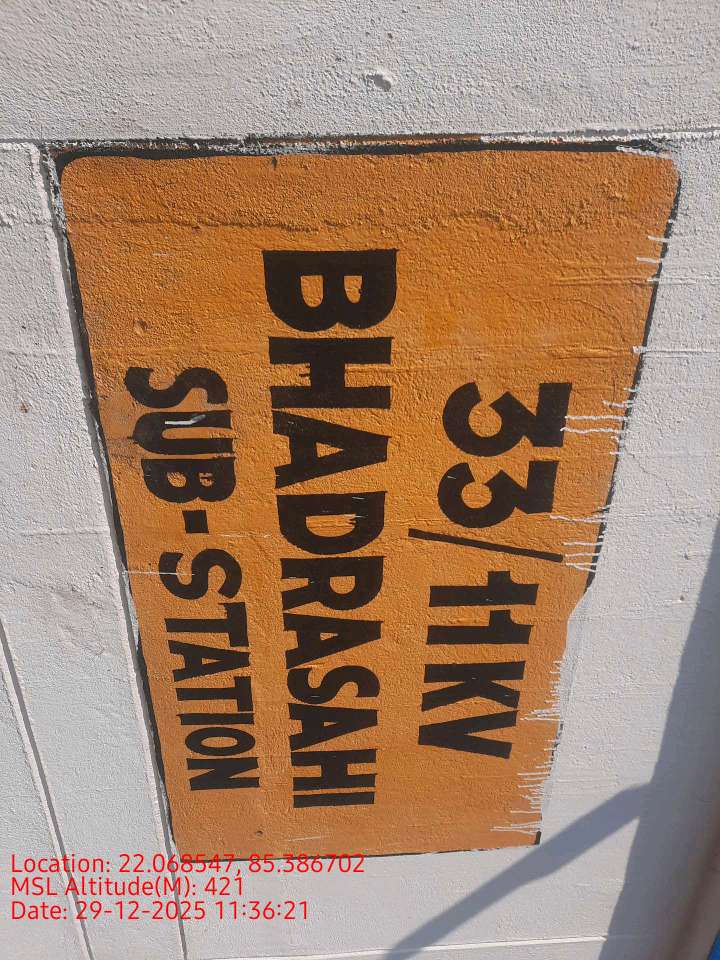 33/11KV
BHADRASAHI
SUB-STATION
Location: 22.068547, 85.386702
MSL Altitude(M): 421
Date: 29-12-2025 11:36:21